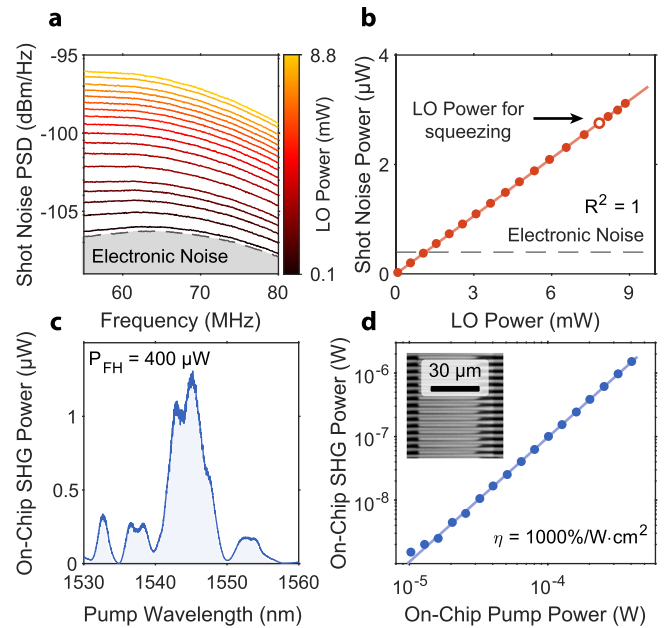 a
Shot Noise PSD (dBm/Hz)
-95
-100
-105
Electronic Noise
60
70
80
Frequency (MHz)
8.8
LO Power (mW)
0.1
b
Shot Noise Power (µW)
4
2
0
LO Power for
squeezing
R² = 1
Electronic Noise
0
3
6
9
LO Power (mW)
c
On-Chip SHG Power (µW)
P_FH = 400 µW
1
0.5
0
1530
1540
1550
1560
Pump Wavelength (nm)
d
On-Chip SHG Power (W)
10⁻⁶
10⁻⁷
10⁻⁸
30 µm
η = 1000%/W·cm²
10⁻⁵
10⁻⁴
On-Chip Pump Power (W)